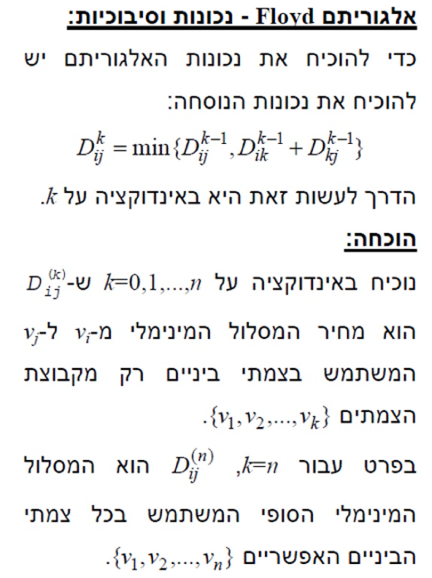 אלגוריתם Floyd - נכונות וסיבוכיות:
כדי להוכיח את נכונות האלגוריתם יש
להוכיח את נכונות הנוסחה:
D_{ij}^{k} = min{D_{ij}^{k-1}, D_{ik}^{k-1} + D_{kj}^{k-1}}
הדרך לעשות זאת היא באינדוקציה על k.
הוכחה:
נוכיח באינדוקציה על k=0,1,...,n ש-D_{ij}^{(k)}
הוא מחיר המסלול המינימלי מ-v_i ל-v_j
המשתמש בצמתי ביניים רק מקבוצת
הצמתים {v_1,v_2,...,v_k}.
בפרט עבור k=n, D_{ij}^{(n)} הוא המסלול
המינימלי הסופי המשתמש בכל צמתי
הביניים האפשריים {v_1,v_2,...,v_n}.